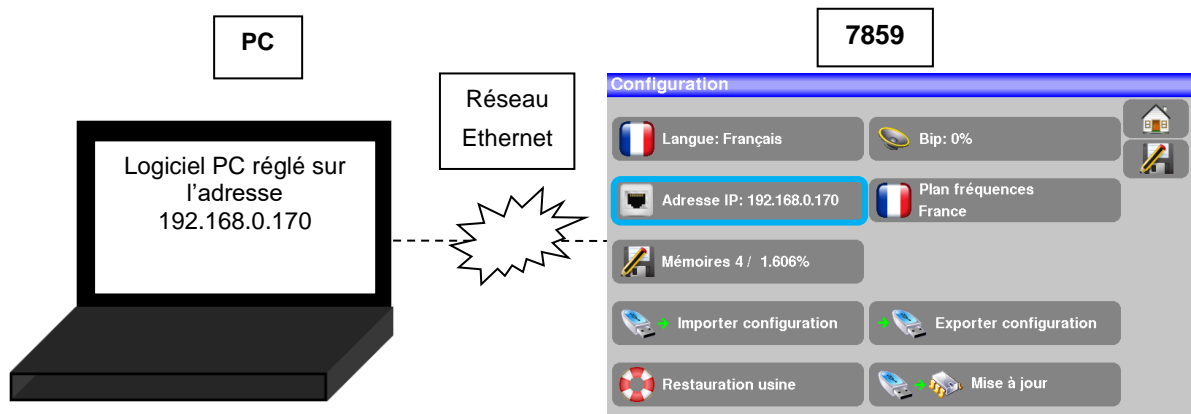 PC
7859
Réseau
Ethernet
Logiciel PC réglé sur
l'adresse
192.168.0.170
Configuration
Langue: Français
Bip: 0%
Adresse IP: 192.168.0.170
Plan fréquences
France
Mémoires 4 / 1.606%
Importer configuration
Exporter configuration
Restauration usine
Mise à jour